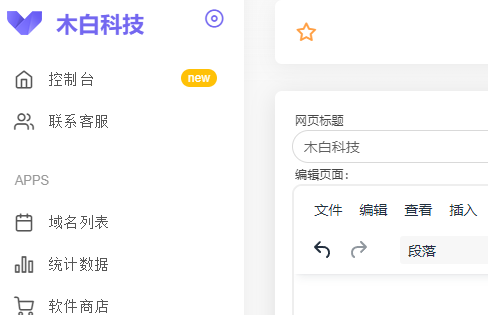 木白科技
控制台 new
联系客服
APPS
域名列表
统计数据
软件商店
网页标题
木白科技
编辑页面：
文件 编辑 查看 插入
段落